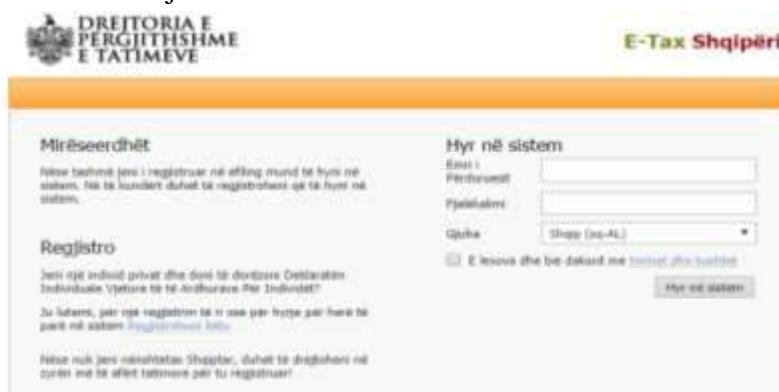 DREJTORIA E
PERGJITHSHME
E TATIMEVE
E-Tax Shqipëri
Mirëseerdhët
Nëse tashmë jeni i regjistruar në efiling mund të hyni në
sistem. Në të kundërt duhet të regjistroheni që të hyni në
sistem.
Regjistro
Jeni një individ privat dhe doni të dorëzoni Deklaratën
Individuale Vjetore të të Ardhurave Për Individët?
Ju lutemi, për një regjistrim të ri ose për hyrje për herë të
parë në sistem Regjistrohuni këtu
Nëse nuk jeni nënshtetas Shqiptar, duhet të drejtoheni në
zyrën më të afërt tatimore për tu regjistruar!
Hyr në sistem
Emri i
Përdoruesit
Fjalëkalimi
Gjuha
Shqip (sq-AL)
E lexova dhe bie dakord me termat dhe kushtet
Hyr në sistem